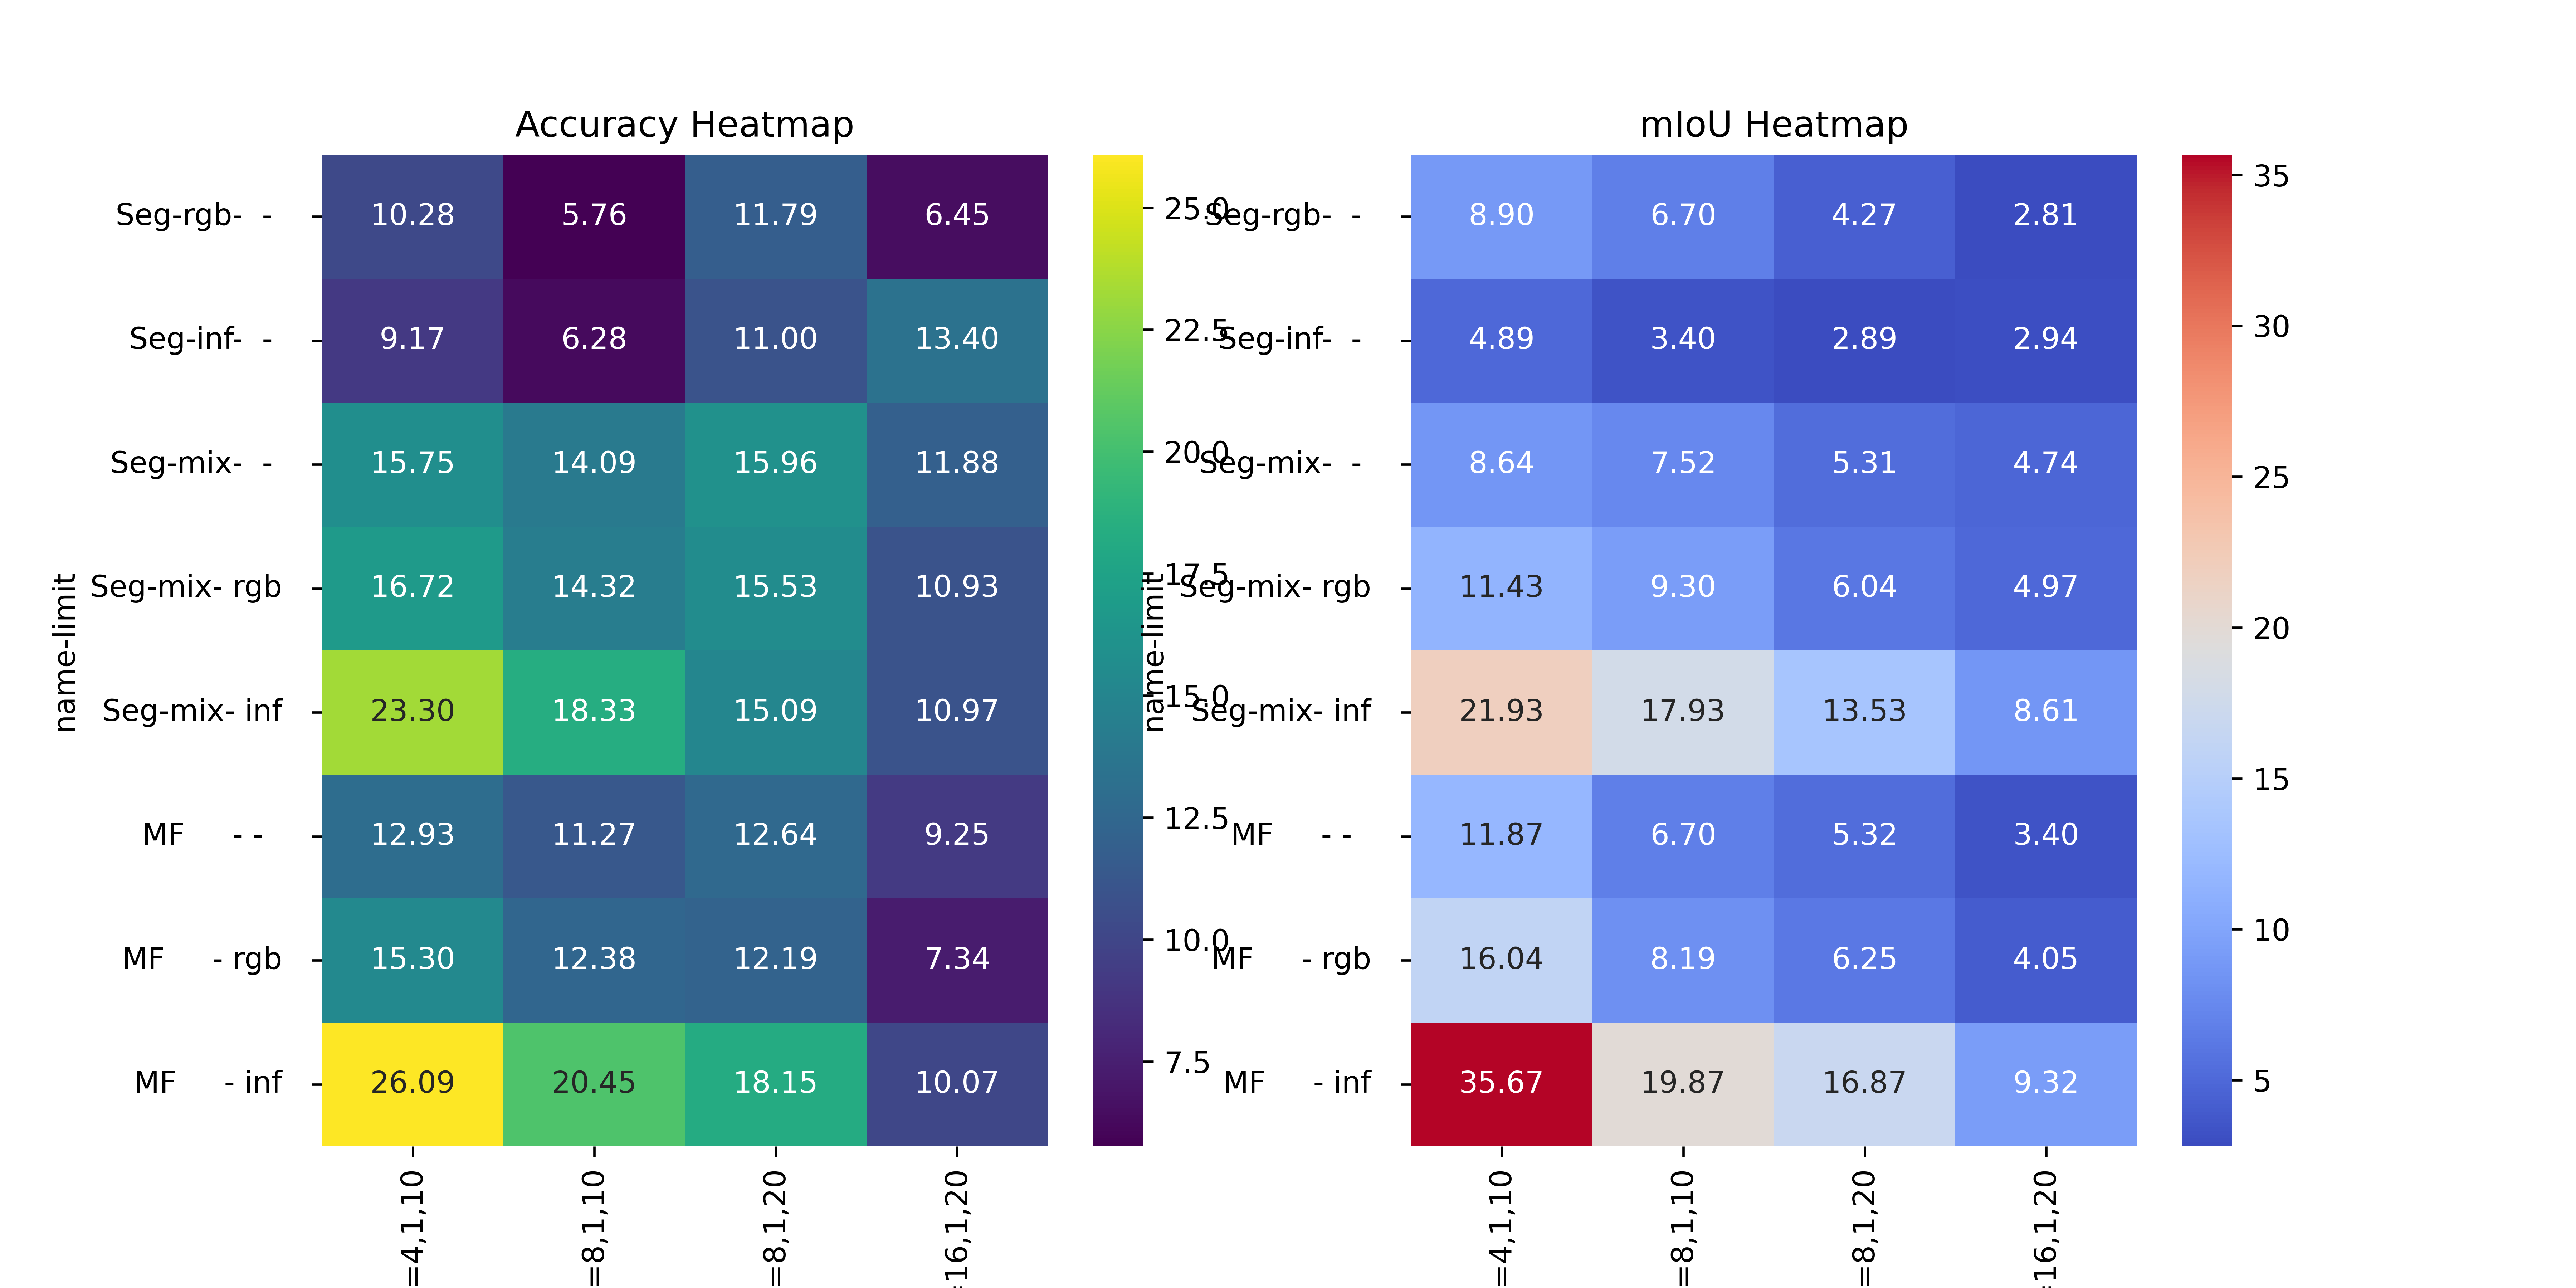 Accuracy Heatmap
name-limit
Seg-rgb-  -
10.28 5.76 11.79 6.45
Seg-inf-  -
9.17 6.28 11.00 13.40
Seg-mix-  -
15.75 14.09 15.96 11.88
Seg-mix- rgb
16.72 14.32 15.53 10.93
Seg-mix- inf
23.30 18.33 15.09 10.97
MF      - -
12.93 11.27 12.64 9.25
MF      - rgb
15.30 12.38 12.19 7.34
MF      - inf
26.09 20.45 18.15 10.07
=4,1,10
=8,1,10
=8,1,20
=16,1,20
25.0
22.5
20.0
17.5
15.0
12.5
10.0
7.5
mIoU Heatmap
name-limit
Seg-rgb-  -
8.90 6.70 4.27 2.81
Seg-inf-  -
4.89 3.40 2.89 2.94
Seg-mix-  -
8.64 7.52 5.31 4.74
Seg-mix- rgb
11.43 9.30 6.04 4.97
Seg-mix- inf
21.93 17.93 13.53 8.61
MF      - -
11.87 6.70 5.32 3.40
MF      - rgb
16.04 8.19 6.25 4.05
MF      - inf
35.67 19.87 16.87 9.32
=4,1,10
=8,1,10
=8,1,20
=16,1,20
35
30
25
20
15
10
5